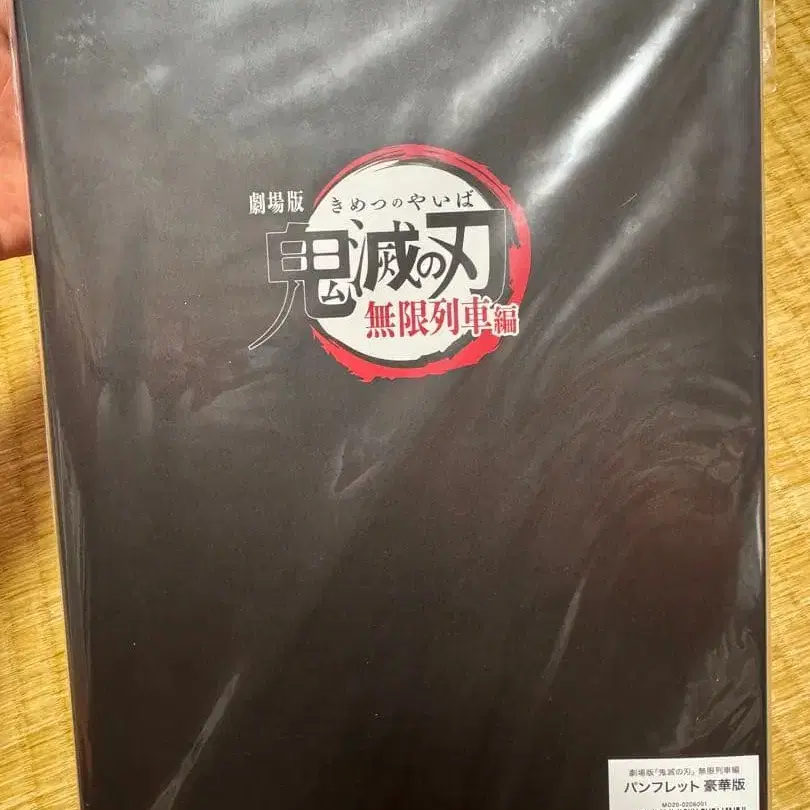 劇場版 きめつのやいば
鬼滅の刃
無限列車編
劇場版「鬼滅の刃」無限列車編
パンフレット 豪華版